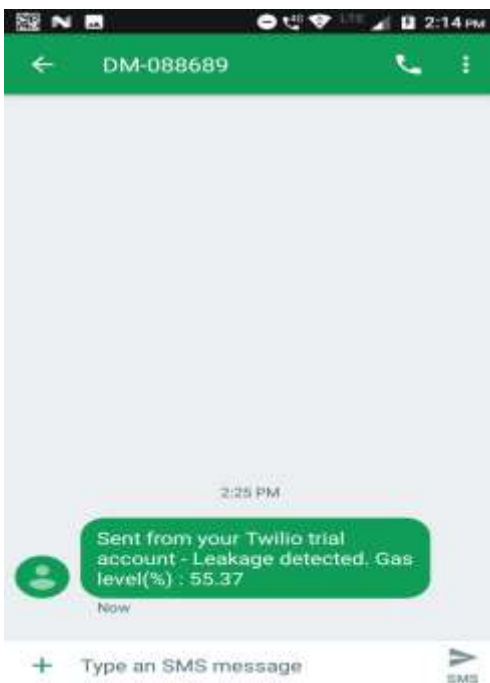 LTE 2:14 PM
DM-088689
2:25 PM
Sent from your Twilio trial
account - Leakage detected. Gas
level(%) : 55.37
Now
+ Type an SMS message
SMS